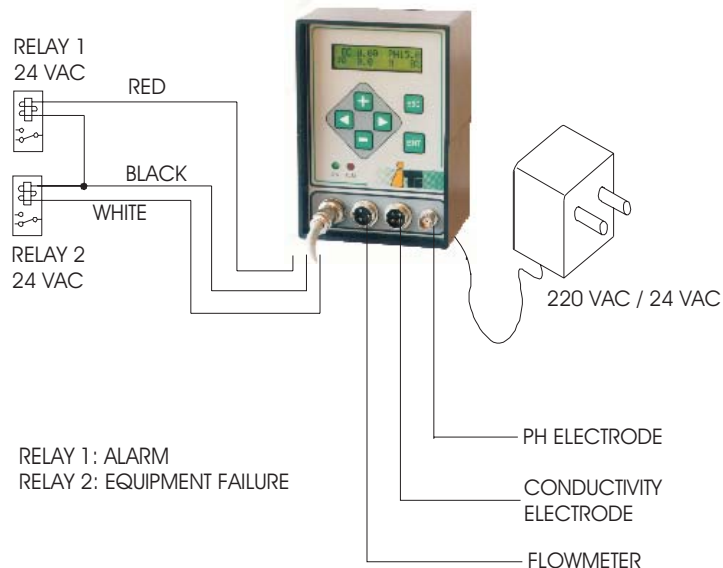 RELAY 1
24 VAC
RED
BLACK
WHITE
RELAY 2
24 VAC
ESC
ENT
220 VAC / 24 VAC
RELAY 1: ALARM
RELAY 2: EQUIPMENT FAILURE
PH ELECTRODE
CONDUCTIVITY
ELECTRODE
FLOWMETER